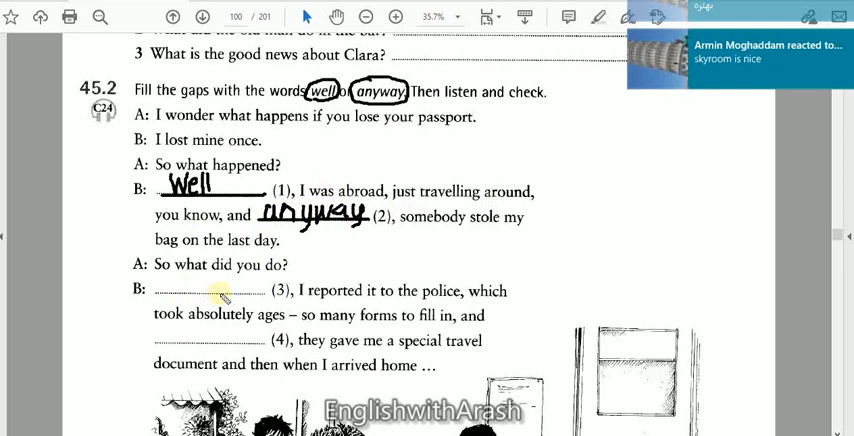 100 / 201
35.7%
بهتره
Armin Moghaddam reacted to...
skyroom is nice
3 What is the good news about Clara?
45.2 Fill the gaps with the words well or anyway. Then listen and check.
C24
A: I wonder what happens if you lose your passport.
B: I lost mine once.
A: So what happened?
B: Well (1), I was abroad, just travelling around,
you know, and anyway (2), somebody stole my
bag on the last day.
A: So what did you do?
B: (3), I reported it to the police, which
took absolutely ages – so many forms to fill in, and
(4), they gave me a special travel
document and then when I arrived home ...
EnglishwithArash